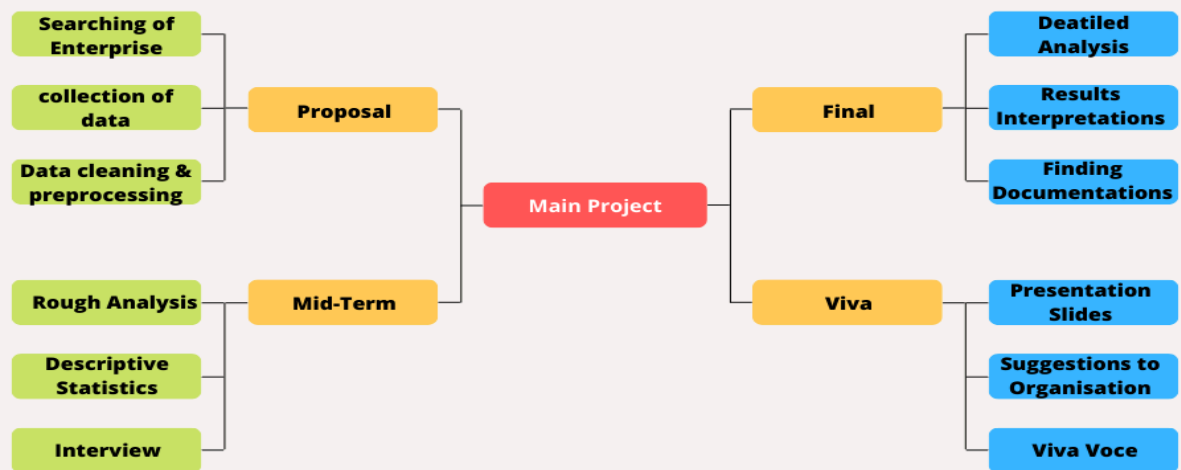 Searching of
Enterprise
collection of
data
Data cleaning &
preprocessing
Proposal
Rough Analysis
Descriptive
Statistics
Interview
Mid-Term
Main Project
Final
Deatiled
Analysis
Results
Interpretations
Finding
Documentations
Viva
Presentation
Slides
Suggestions to
Organisation
Viva Voce